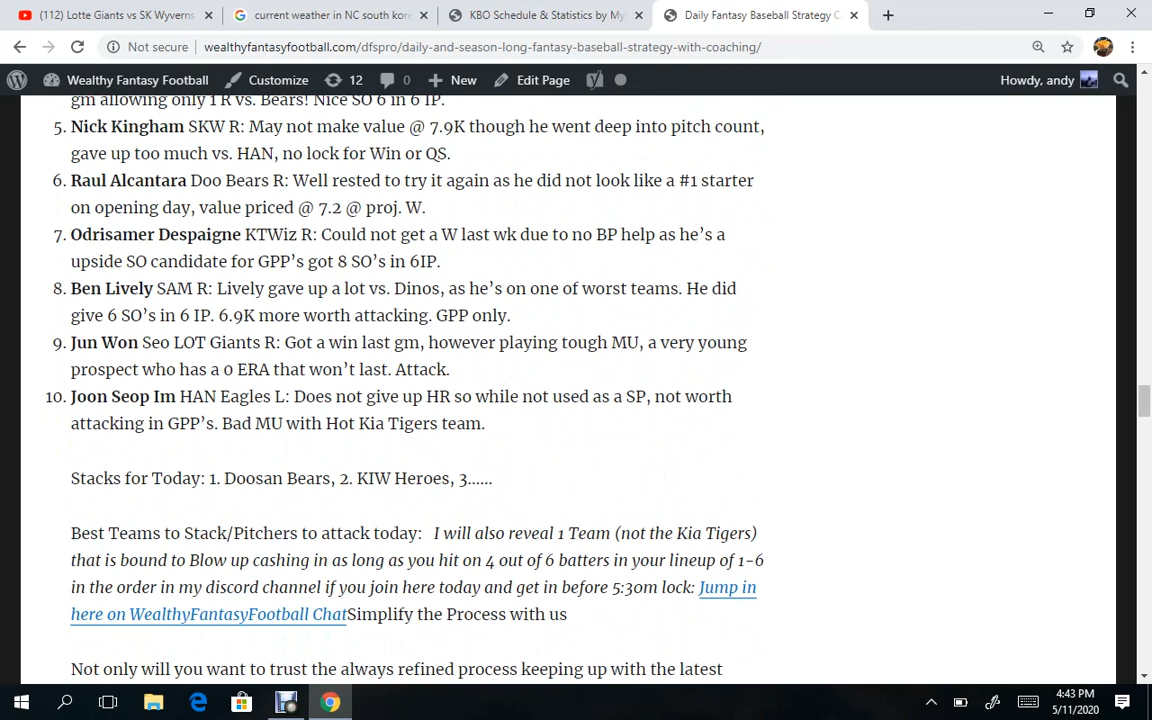 (112) Lotte Giants vs SK Wyverns
current weather in NC south kor
KBO Schedule & Statistics by My
Daily Fantasy Baseball Strategy C
Not secure
wealthyfantasyfootball.com/dfspro/daily-and-season-long-fantasy-baseball-strategy-with-coaching/
Wealthy Fantasy Football Customize 12 0 New Edit Page Howdy, andy
gm allowing only 1 R vs. Bears! Nice SO 6 in 6 IP.
5. Nick Kingham SKW R: May not make value @ 7.9K though he went deep into pitch count,
gave up too much vs. HAN, no lock for Win or QS.
6. Raul Alcantara Doo Bears R: Well rested to try it again as he did not look like a #1 starter
on opening day, value priced @ 7.2 @ proj. W.
7. Odrisamer Despaigne KTWiz R: Could not get a W last wk due to no BP help as he's a
upside SO candidate for GPP's got 8 SO's in 6IP.
8. Ben Lively SAM R: Lively gave up a lot vs. Dinos, as he's on one of worst teams. He did
give 6 SO's in 6 IP. 6.9K more worth attacking. GPP only.
9. Jun Won Seo LOT Giants R: Got a win last gm, however playing tough MU, a very young
prospect who has a 0 ERA that won't last. Attack.
10. Joon Seop Im HAN Eagles L: Does not give up HR so while not used as a SP, not worth
attacking in GPP's. Bad MU with Hot Kia Tigers team.
Stacks for Today: 1. Doosan Bears, 2. KIW Heroes, 3......
Best Teams to Stack/Pitchers to attack today: I will also reveal 1 Team (not the Kia Tigers)
that is bound to Blow up cashing in as long as you hit on 4 out of 6 batters in your lineup of 1-6
in the order in my discord channel if you join here today and get in before 5:30m lock: Jump in
here on WealthyFantasyFootball ChatSimplify the Process with us
Not only will you want to trust the always refined process keeping up with the latest
4:43 PM
5/11/2020